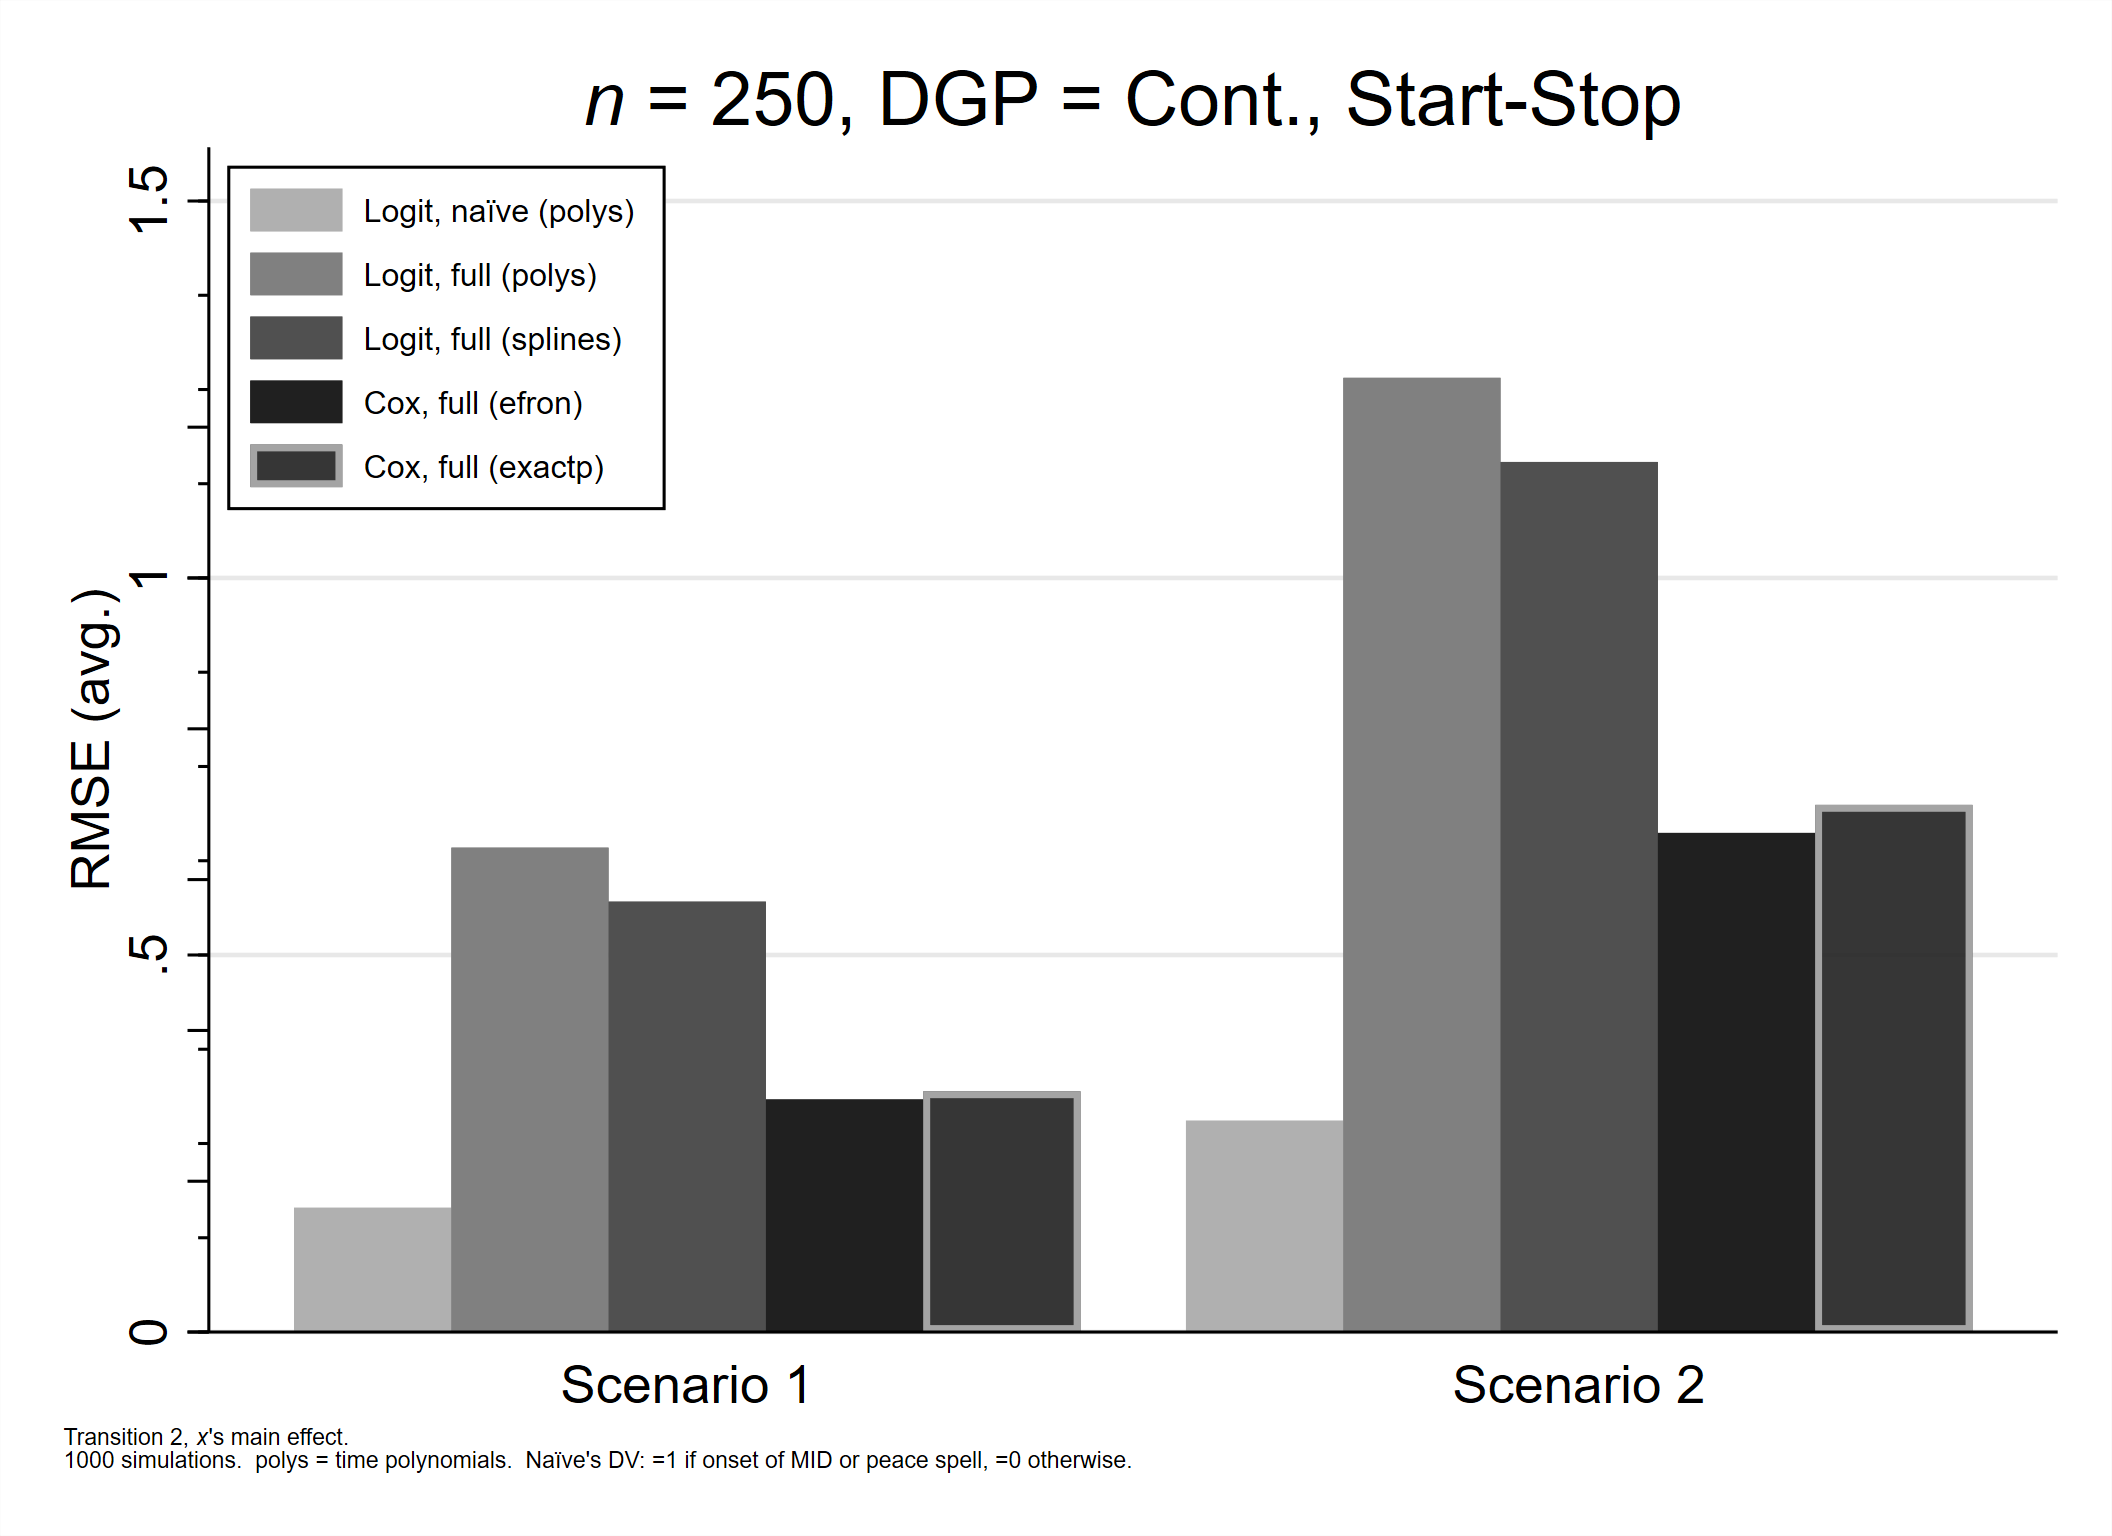 n = 250, DGP = Cont., Start-Stop
Logit, naïve (polys)
Logit, full (polys)
Logit, full (splines)
Cox, full (efron)
Cox, full (exactp)
RMSE (avg.)
1.5
1
.5
0
Scenario 1
Scenario 2
Transition 2, x's main effect.
1000 simulations.  polys = time polynomials.  Naïve's DV: =1 if onset of MID or peace spell, =0 otherwise.